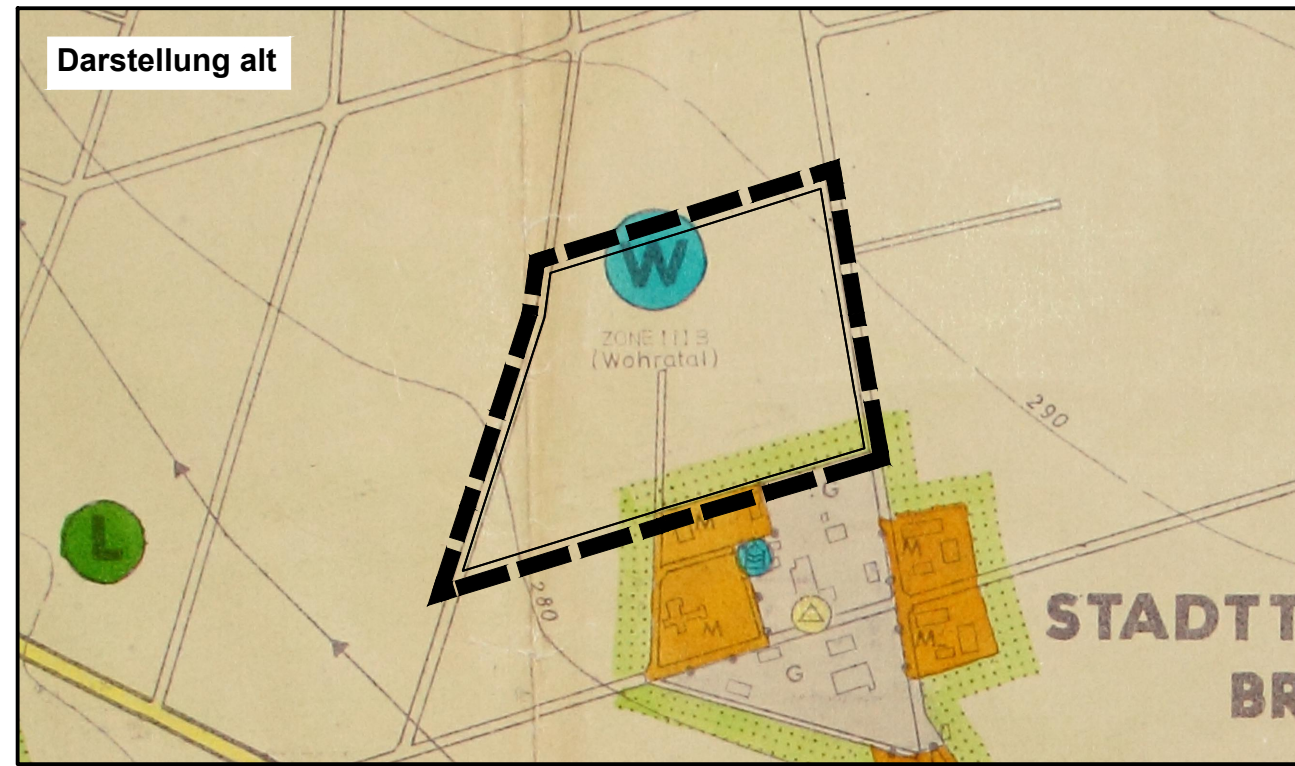 Darstellung alt
W
ZONE III B
(Wohratal)
290
L
G
M
M
280
M
G
M
STADTT
BR